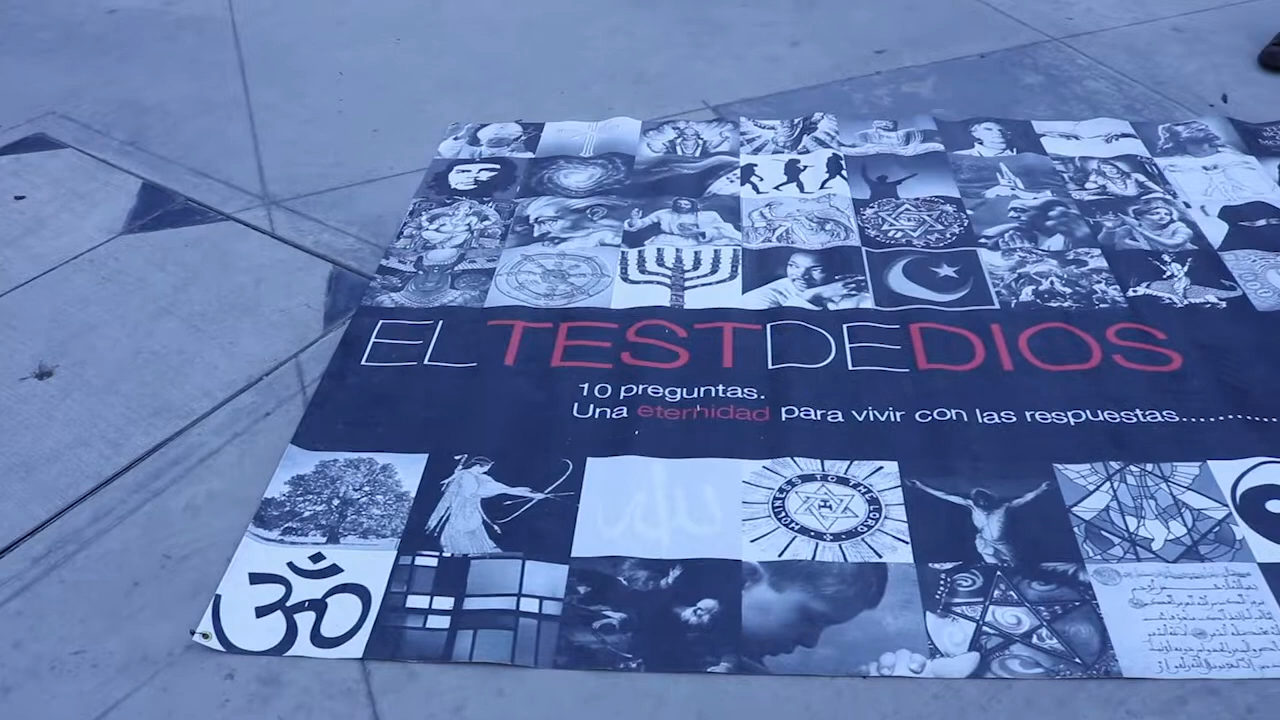 EL TEST DE DIOS
10 preguntas.
Una eternidad para vivir con las respuestas..............
HOLINESS TO THE LORD